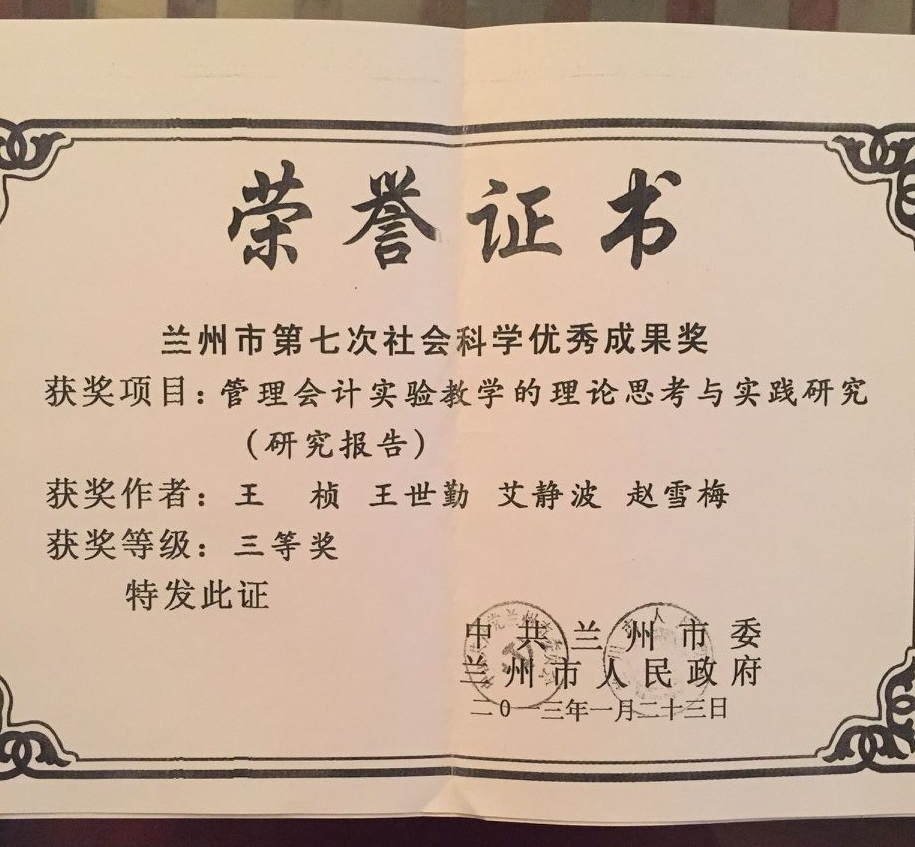 荣誉证书
兰州市第七次社会科学优秀成果奖
获奖项目：管理会计实验教学的理论思考与实践研究
（研究报告）
获奖作者：王　桢　王世勤　艾静波　赵雪梅
获奖等级：三等奖
特发此证
中共兰州市委
兰州市人民政府
二0一三年一月二十三日